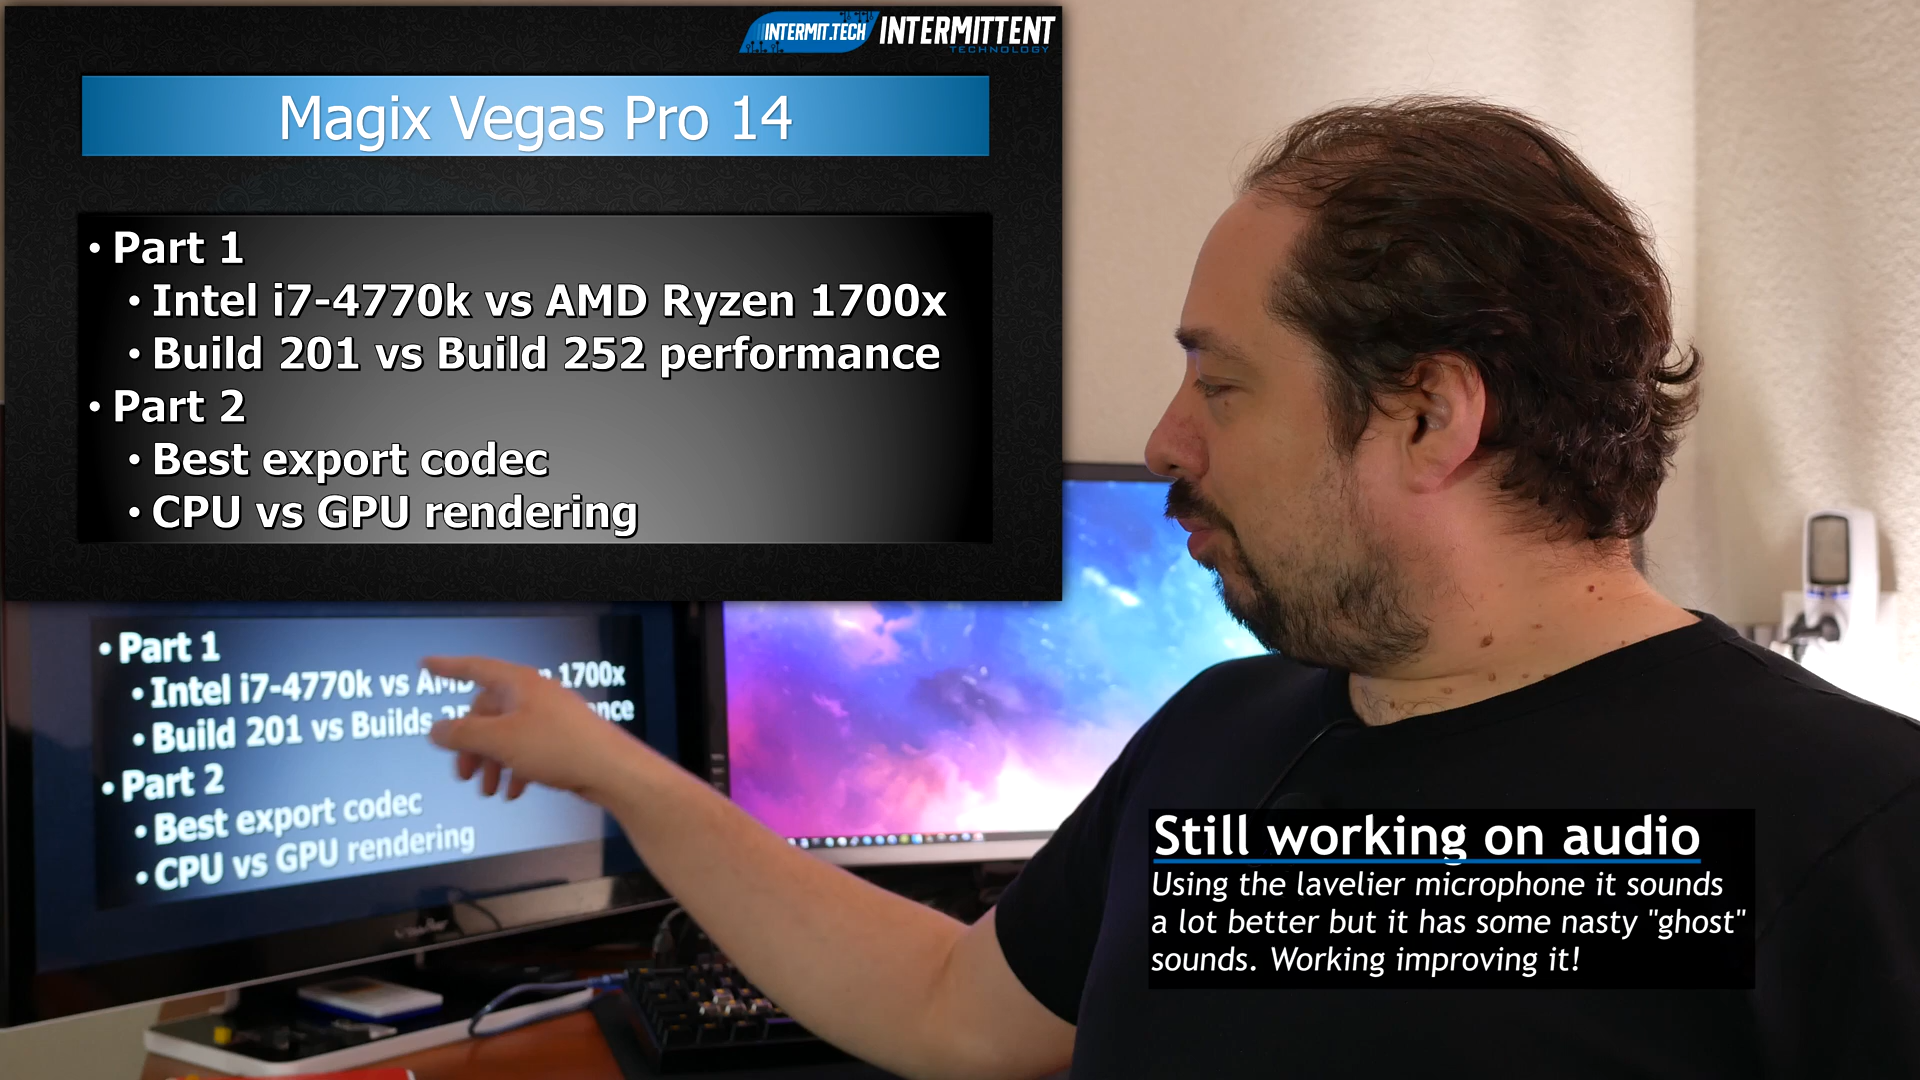 INTERMIT.TECH INTERMITTENT
TECHNOLOGY
Magix Vegas Pro 14
• Part 1
• Intel i7-4770k vs AMD Ryzen 1700x
• Build 201 vs Build 252 performance
• Part 2
• Best export codec
• CPU vs GPU rendering
• Part 1
• Intel i7-4770k vs AMD 1700x
• Build 201 vs Builds
• Part 2
• Best export codec
• CPU vs GPU rendering
Still working on audio
Using the lavelier microphone it sounds
a lot better but it has some nasty "ghost"
sounds. Working improving it!